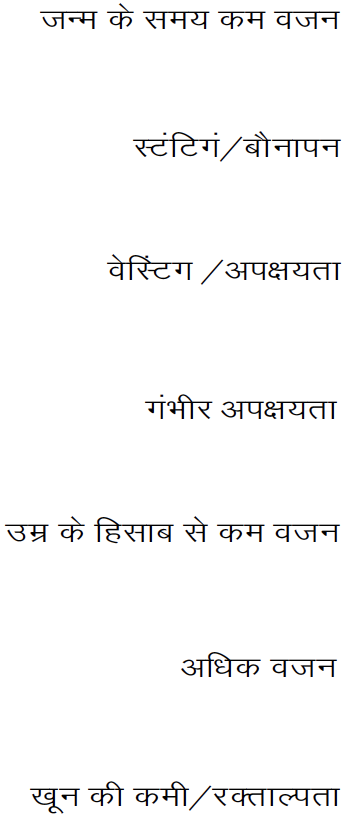 जन्म के समय कम वजन
स्टंटिगं/बौनापन
वेस्टिंग /अपक्षयता
गंभीर अपक्षयता
उम्र के हिसाब से कम वजन
अधिक वजन
खून की कमी/रक्ताल्पता